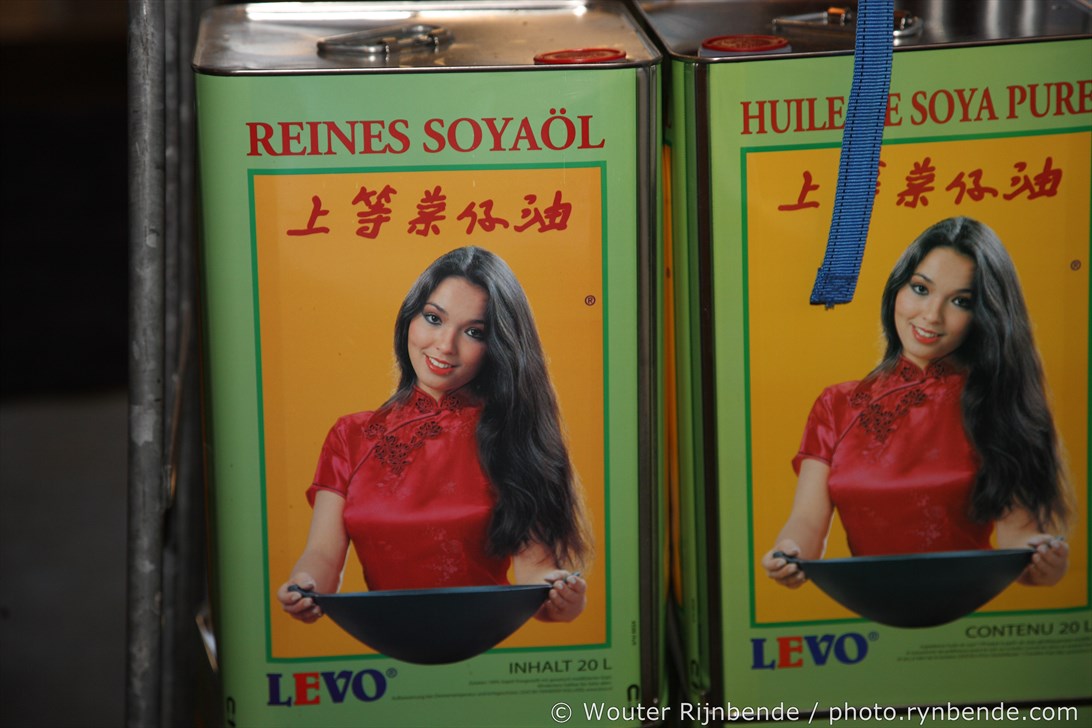 REINES SOYAÖL
上等菜仔油
®
LEVO®
INHALT 20 L
HUILE E SOYA PURE
上 菜仔油
®
LEVO®
CONTENU 20 L
© Wouter Rijnbende / photo.rynbende.com